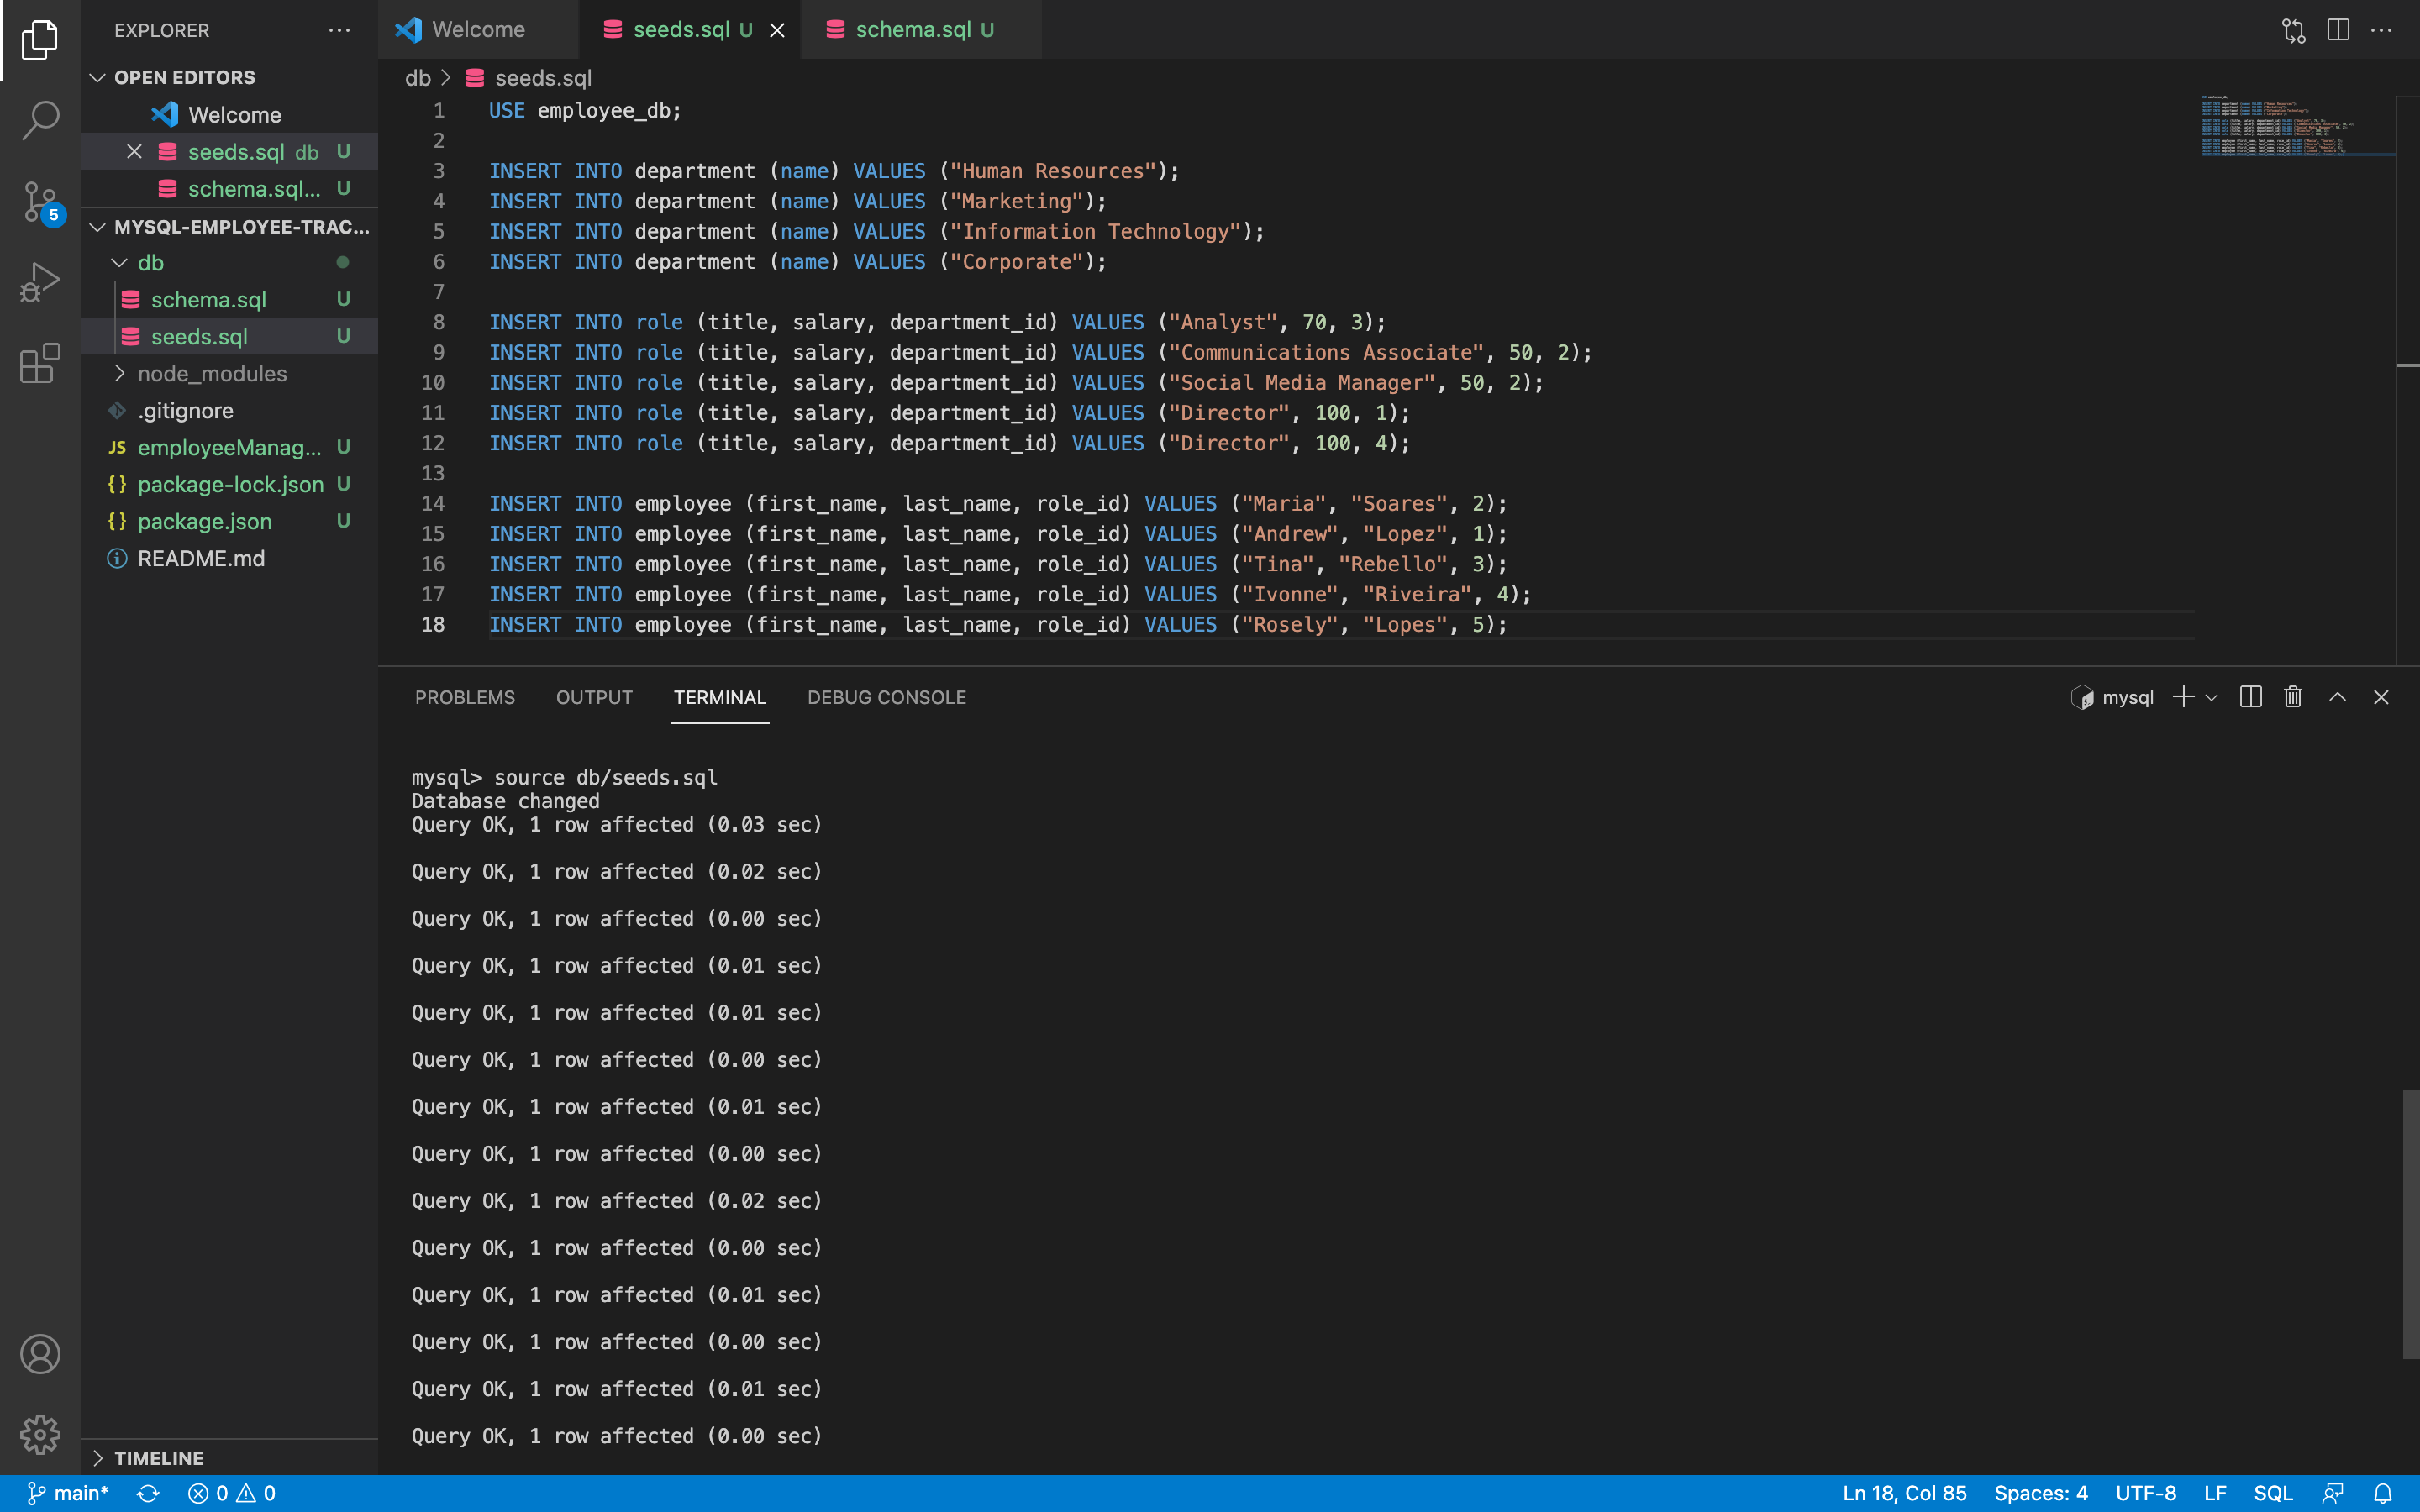 EXPLORER
OPEN EDITORS
Welcome
seeds.sql db U
schema.sql... U
MYSQL-EMPLOYEE-TRAC...
db
schema.sql U
seeds.sql U
node_modules
.gitignore
JS employeeManag... U
{} package-lock.json U
{} package.json U
README.md
TIMELINE
5
Welcome
seeds.sql U
schema.sql U
db > seeds.sql
1 USE employee_db;
2
3 INSERT INTO department (name) VALUES ("Human Resources");
4 INSERT INTO department (name) VALUES ("Marketing");
5 INSERT INTO department (name) VALUES ("Information Technology");
6 INSERT INTO department (name) VALUES ("Corporate");
7
8 INSERT INTO role (title, salary, department_id) VALUES ("Analyst", 70, 3);
9 INSERT INTO role (title, salary, department_id) VALUES ("Communications Associate", 50, 2);
10 INSERT INTO role (title, salary, department_id) VALUES ("Social Media Manager", 50, 2);
11 INSERT INTO role (title, salary, department_id) VALUES ("Director", 100, 1);
12 INSERT INTO role (title, salary, department_id) VALUES ("Director", 100, 4);
13
14 INSERT INTO employee (first_name, last_name, role_id) VALUES ("Maria", "Soares", 2);
15 INSERT INTO employee (first_name, last_name, role_id) VALUES ("Andrew", "Lopez", 1);
16 INSERT INTO employee (first_name, last_name, role_id) VALUES ("Tina", "Rebello", 3);
17 INSERT INTO employee (first_name, last_name, role_id) VALUES ("Ivonne", "Riveira", 4);
18 INSERT INTO employee (first_name, last_name, role_id) VALUES ("Rosely", "Lopes", 5);
PROBLEMS OUTPUT TERMINAL DEBUG CONSOLE
mysql
mysql> source db/seeds.sql
Database changed
Query OK, 1 row affected (0.03 sec)
Query OK, 1 row affected (0.02 sec)
Query OK, 1 row affected (0.00 sec)
Query OK, 1 row affected (0.01 sec)
Query OK, 1 row affected (0.01 sec)
Query OK, 1 row affected (0.00 sec)
Query OK, 1 row affected (0.01 sec)
Query OK, 1 row affected (0.00 sec)
Query OK, 1 row affected (0.02 sec)
Query OK, 1 row affected (0.00 sec)
Query OK, 1 row affected (0.01 sec)
Query OK, 1 row affected (0.00 sec)
Query OK, 1 row affected (0.01 sec)
Query OK, 1 row affected (0.00 sec)
main* 0 0 Ln 18, Col 85 Spaces: 4 UTF-8 LF SQL